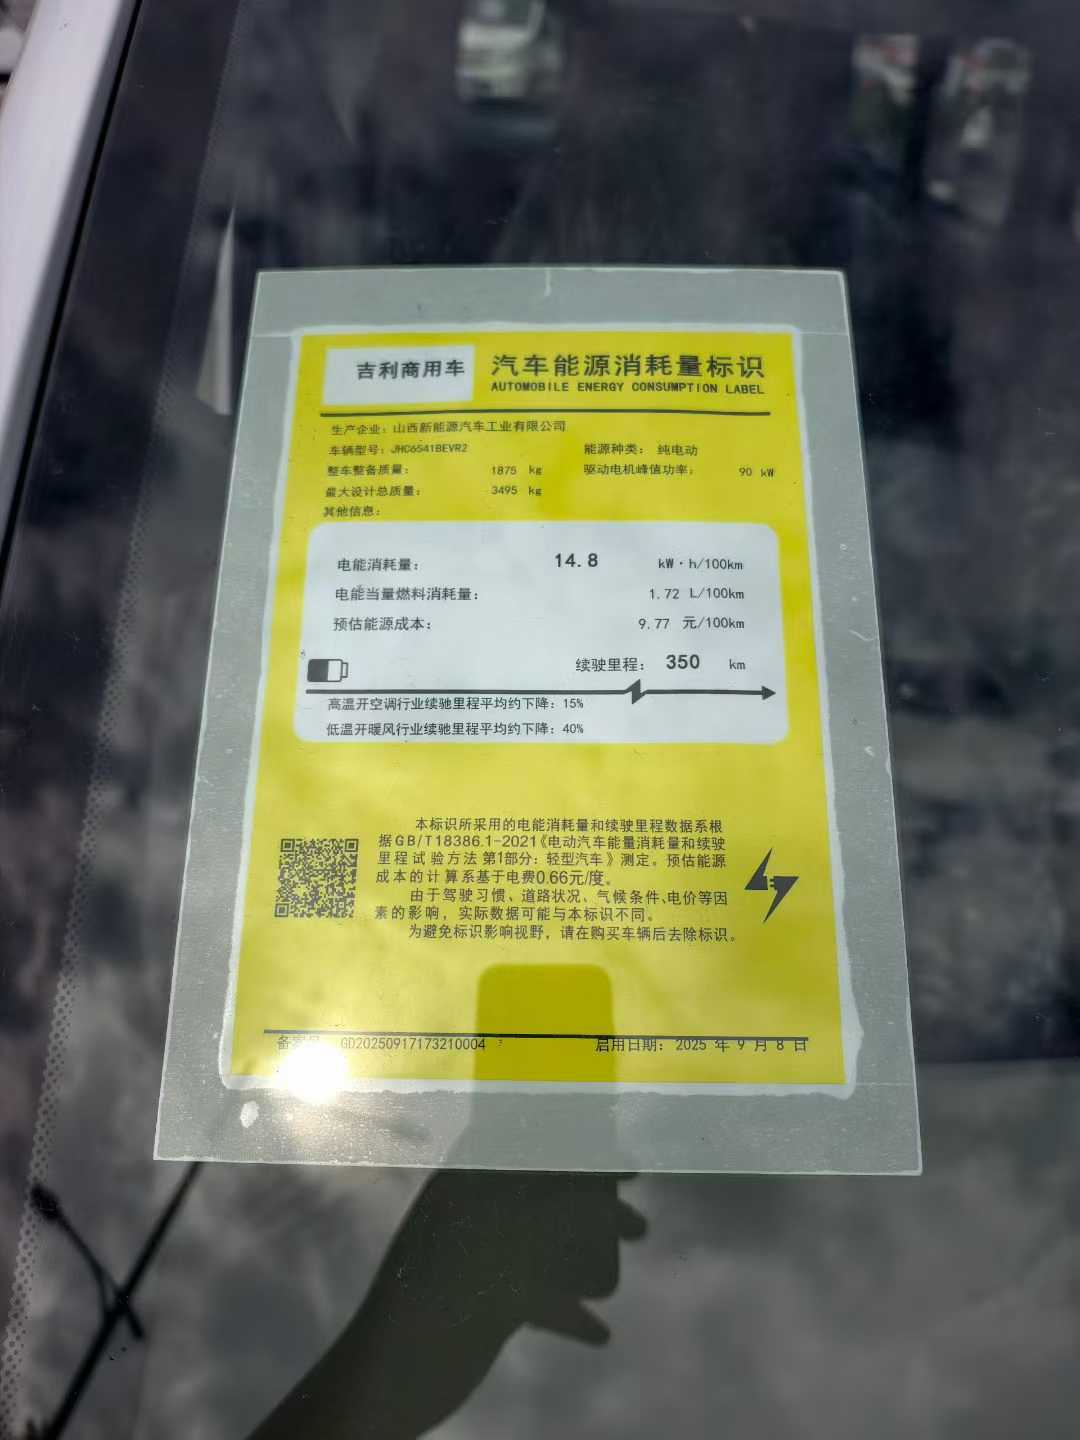 吉利商用车
汽车能源消耗量标识
AUTOMOBILE ENERGY CONSUMPTION LABEL
生产企业：山西新能源汽车工业有限公司
车辆型号：JHC6541BEVR2 能源种类： 纯电动
整车整备质量： 1875 kg 驱动电机峰值功率： 90 kW
最大设计总质量： 3495 kg
其他信息：
电能消耗量： 14.8 kW·h/100km
电能当量燃料消耗量： 1.72 L/100km
预估能源成本： 9.77 元/100km
续驶里程： 350 km
高温开空调行业续驰里程平均约下降：15%
低温开暖风行业续驰里程平均约下降：40%
本标识所采用的电能消耗量和续驶里程数据系根
据GB/T18386.1-2021《电动汽车能量消耗量和续驶
里程试验方法 第1部分：轻型汽车》测定。预估能源
成本的计算系基于电费0.66元/度。
由于驾驶习惯、道路状况、气候条件、电价等因
素的影响，实际数据可能与本标识不同。
为避免标识影响视野，请在购买车辆后去除标识。
备案号 GD20250917173210004 启用日期：2025 年 9 月 8 日